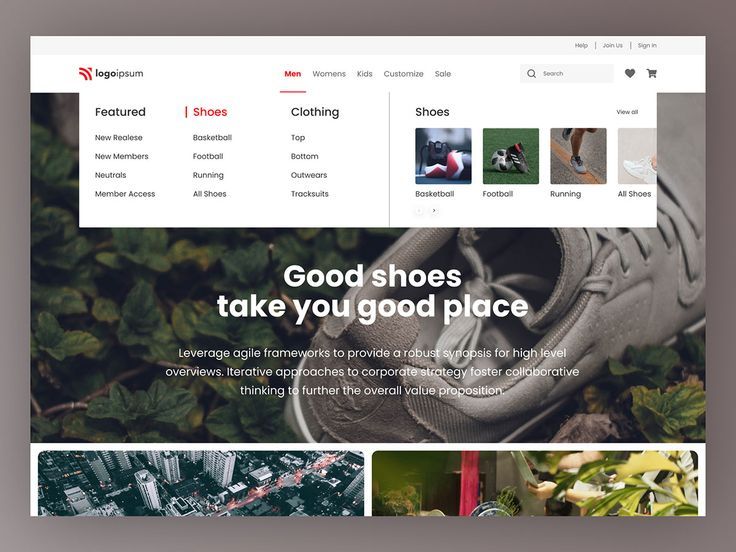 Help | Join Us | Sign In
logoipsum
Men Womens Kids Customize Sale
Search
Featured
New Realese
New Members
Neutrals
Member Access
Shoes
Basketball
Football
Running
All Shoes
Clothing
Top
Bottom
Outwears
Tracksuits
Shoes View all
Basketball Football Running All Shoes
Good shoes
take you good place
Leverage agile frameworks to provide a robust synopsis for high level
overviews. Iterative approaches to corporate strategy foster collaborative
thinking to further the overall value proposition.